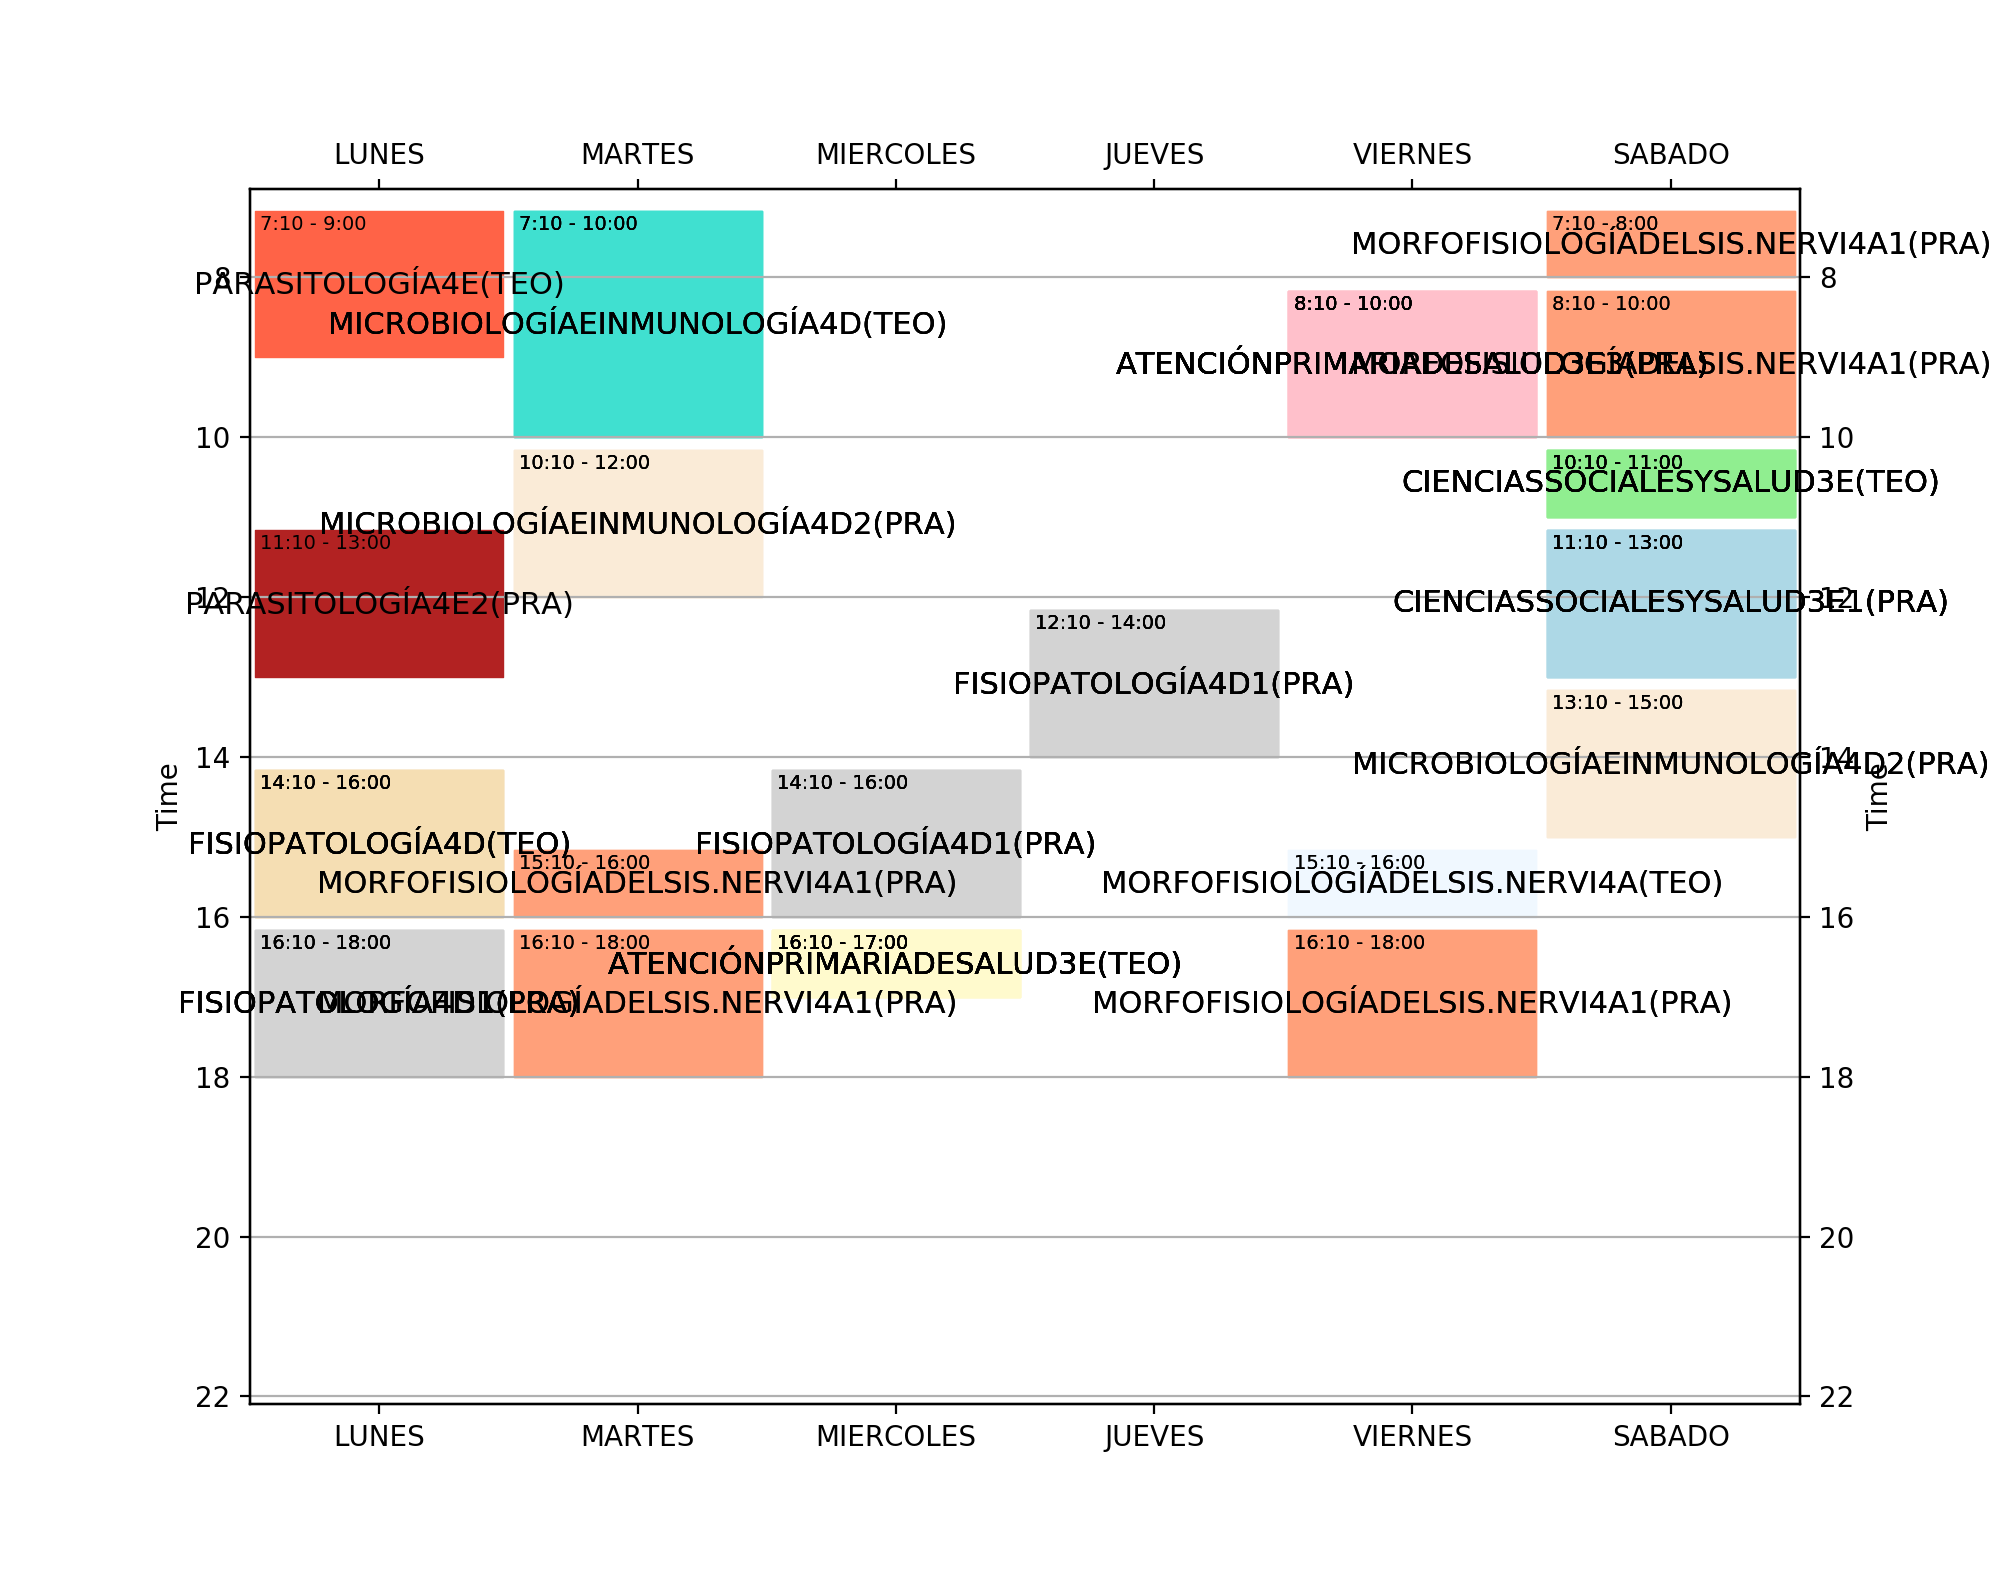 LUNES MARTES MIERCOLES JUEVES VIERNES SABADO
7:10 - 9:00
PARASITOLOGÍA4E(TEO)
11:10 - 13:00
PARASITOLOGÍA4E2(PRA)
14:10 - 16:00
FISIOPATOLOGÍA4D(TEO)
16:10 - 18:00
FISIOPATOLOGÍA4D1(PRA)
7:10 - 10:00
MICROBIOLOGÍAEINMUNOLOGÍA4D(TEO)
10:10 - 12:00
MICROBIOLOGÍAEINMUNOLOGÍA4D2(PRA)
15:10 - 16:00
MORFOFISIOLOGÍADELSIS.NERVI4A1(PRA)
16:10 - 18:00
MORFOFISIOLOGÍADELSIS.NERVI4A1(PRA)
14:10 - 16:00
FISIOPATOLOGÍA4D1(PRA)
16:10 - 17:00
ATENCIÓNPRIMARIADESALUD3E(TEO)
12:10 - 14:00
FISIOPATOLOGÍA4D1(PRA)
8:10 - 10:00
ATENCIÓNPRIMARIADESALUD3E3(PRA)
15:10 - 16:00
MORFOFISIOLOGÍADELSIS.NERVI4A(TEO)
16:10 - 18:00
MORFOFISIOLOGÍADELSIS.NERVI4A1(PRA)
7:10 - 8:00
MORFOFISIOLOGÍADELSIS.NERVI4A1(PRA)
8:10 - 10:00
MORFOFISIOLOGÍADELSIS.NERVI4A1(PRA)
10:10 - 11:00
CIENCIASSOCIALESYSALUD3E(TEO)
11:10 - 13:00
CIENCIASSOCIALESYSALUD3E1(PRA)
13:10 - 15:00
MICROBIOLOGÍAEINMUNOLOGÍA4D2(PRA)
8 8
10 10
12 12
14 14
Time Time
16 16
18 18
20 20
22 22
LUNES MARTES MIERCOLES JUEVES VIERNES SABADO